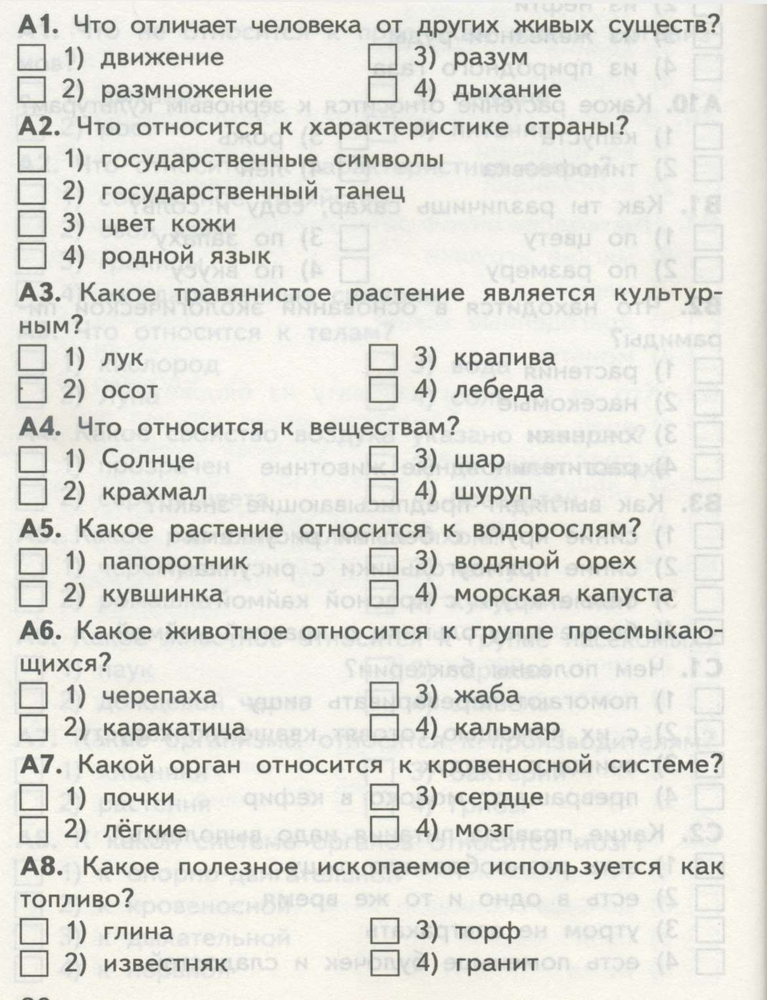 А1. Что отличает человека от других живых существ?
1) движение 3) разум
2) размножение 4) дыхание
А2. Что относится к характеристике страны?
1) государственные символы
2) государственный танец
3) цвет кожи
4) родной язык
А3. Какое травянистое растение является культур-
ным?
1) лук 3) крапива
2) осот 4) лебеда
А4. Что относится к веществам?
1) Солнце 3) шар
2) крахмал 4) шуруп
А5. Какое растение относится к водорослям?
1) папоротник 3) водяной орех
2) кувшинка 4) морская капуста
А6. Какое животное относится к группе пресмыкаю-
щихся?
1) черепаха 3) жаба
2) каракатица 4) кальмар
А7. Какой орган относится к кровеносной системе?
1) почки 3) сердце
2) лёгкие 4) мозг
А8. Какое полезное ископаемое используется как
топливо?
1) глина 3) торф
2) известняк 4) гранит